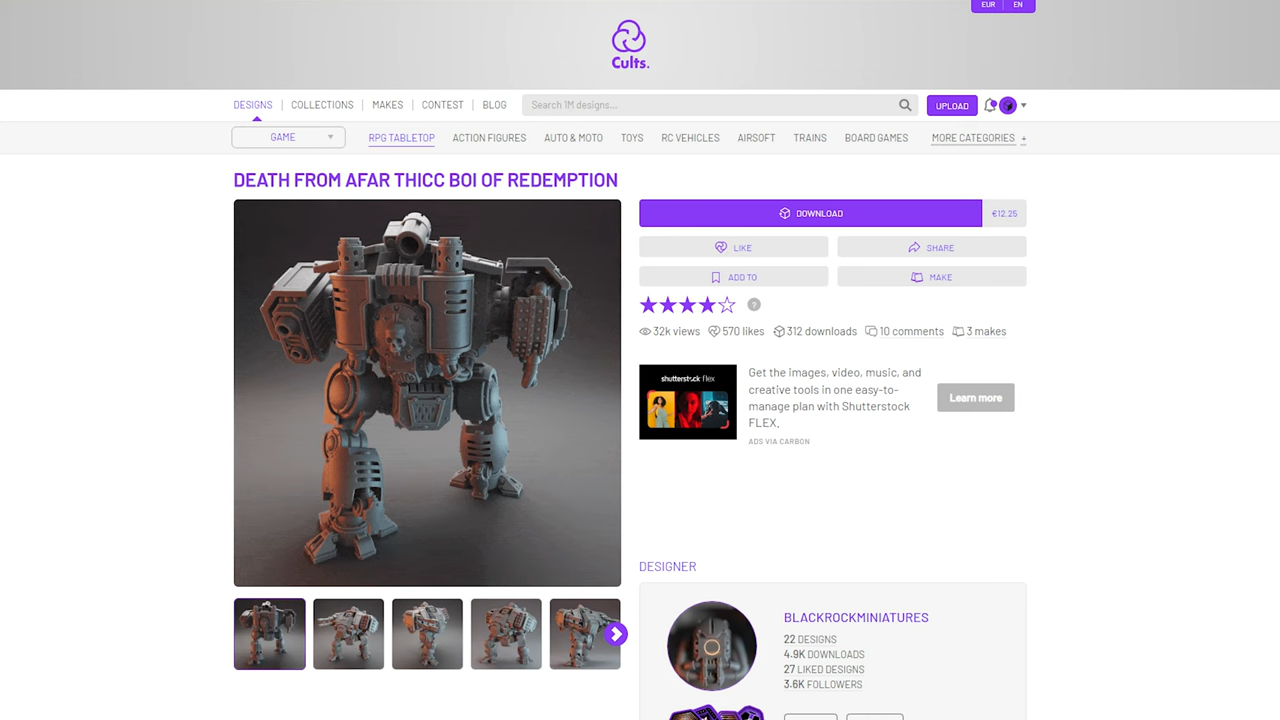 EUR EN
Cults.
DESIGNS COLLECTIONS MAKES CONTEST BLOG Search 1M designs... UPLOAD
GAME RPG TABLETOP ACTION FIGURES AUTO & MOTO TOYS RC VEHICLES AIRSOFT TRAINS BOARD GAMES MORE CATEGORIES +
DEATH FROM AFAR THICC BOI OF REDEMPTION
DOWNLOAD €12.25
LIKE SHARE
ADD TO MAKE
?
32k views 570 likes 312 downloads 10 comments 3 makes
shutterstock flex
Get the images, video, music, and
creative tools in one easy-to-
manage plan with Shutterstock
FLEX.
Learn more
ADS VIA CARBON
DESIGNER
BLACKROCKMINIATURES
22 DESIGNS
4.9K DOWNLOADS
27 LIKED DESIGNS
3.6K FOLLOWERS